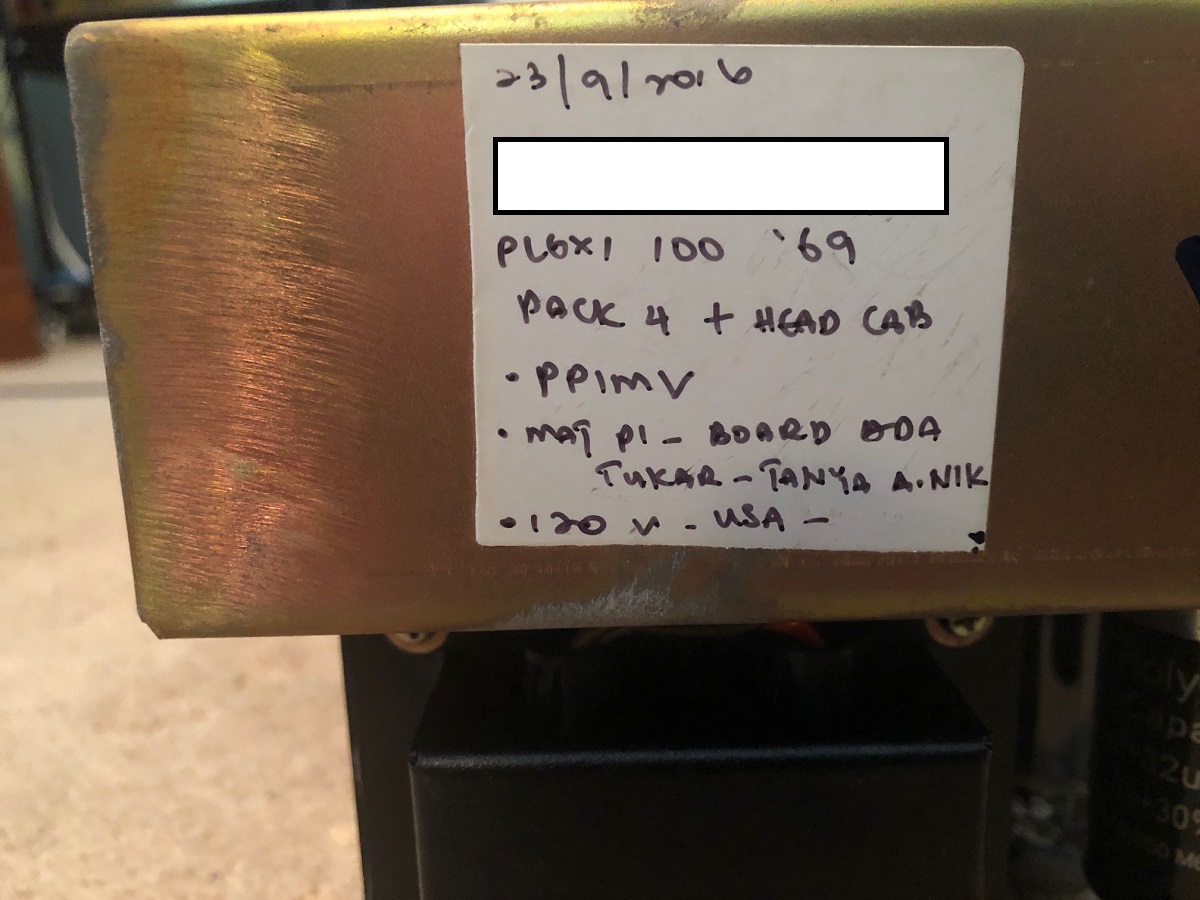 23/9/2016
PLEXI 100 '69
PACK 4 + HEAD CAB
• PPIMV
• MAT PI - BOARD ADA
TUKAR - TANYA A.NIK
• 120 V - USA -